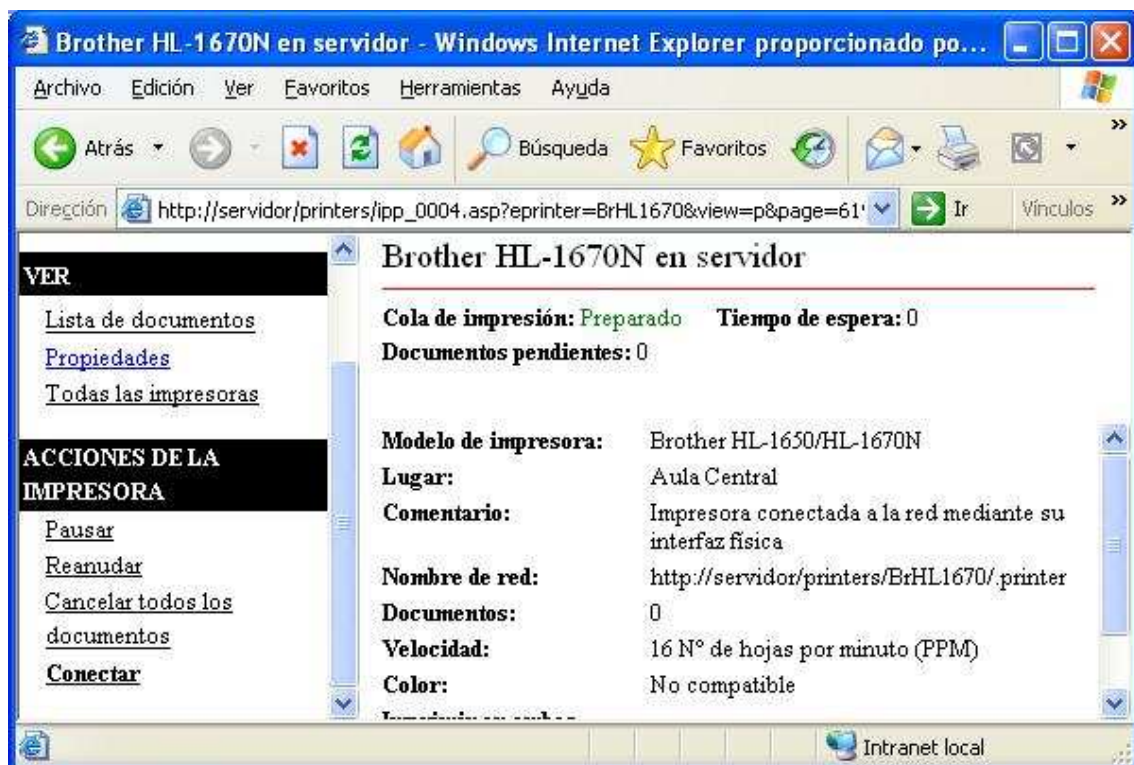 Brother HL-1670N en servidor - Windows Internet Explorer proporcionado po...
Archivo Edición Ver Favoritos Herramientas Ayuda
Atrás Búsqueda Favoritos »
Dirección http://servidor/printers/ipp_0004.asp?eprinter=BrHL1670&view=p&page=61 Ir Vínculos »
VER
Lista de documentos
Propiedades
Todas las impresoras
ACCIONES DE LA
IMPRESORA
Pausar
Reanudar
Cancelar todos los
documentos
Conectar
Brother HL-1670N en servidor
Cola de impresión: Preparado Tiempo de espera: 0
Documentos pendientes: 0
Modelo de impresora: Brother HL-1650/HL-1670N
Lugar: Aula Central
Comentario: Impresora conectada a la red mediante su
interfaz física
Nombre de red: http://servidor/printers/BrHL1670/.printer
Documentos: 0
Velocidad: 16 Nº de hojas por minuto (PPM)
Color: No compatible
Intranet local